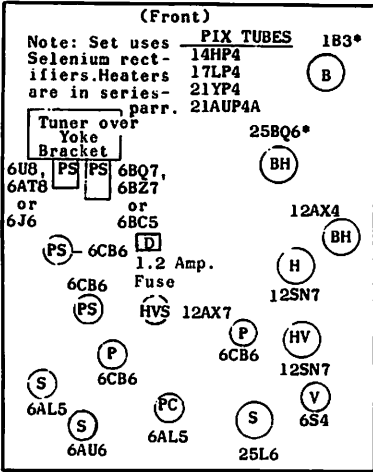 (Front)
Note: Set uses
Selenium rect-
ifiers.Heaters
are in series-
parr.
PIX TUBES
14HP4
17LP4
21YP4
21AUP4A
1B3*
B
Tuner over
Yoke
Bracket
25BQ6*
BH
6U8,
6AT8
or
6J6
PS
PS
6BQ7,
6BZ7
or
6BC5
12AX4
BH
PS
6CB6
D
1.2 Amp.
Fuse
H
12SN7
6CB6
PS
HVS
12AX7
P
6CB6
HV
12SN7
P
6CB6
S
6AL5
S
6AU6
PC
6AL5
S
25L6
V
6S4